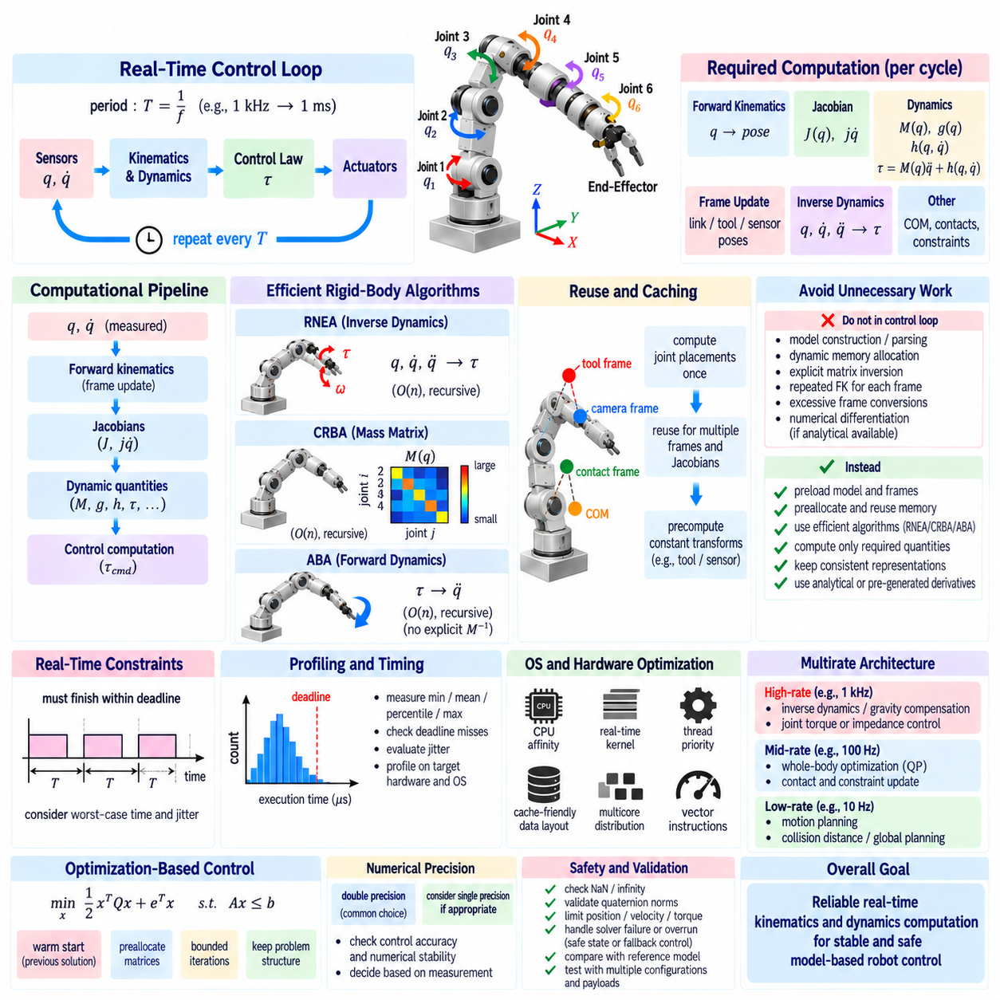 Real-Time Control Loop
period : T = 1/f (e.g., 1 kHz → 1 ms)
Sensors
q, q̇
Kinematics
& Dynamics
Control Law
τ
Actuators
repeat every T
Joint 4
q₄
Joint 3
q₃
Joint 5
q₅
Joint 6
q₆
Joint 2
q₂
Joint 1
q₁
End-Effector
Z
Y
X
Required Computation (per cycle)
Forward Kinematics
q → pose
Jacobian
J(q), jq̇
Dynamics
M(q), g(q)
h(q, q̇)
τ = M(q)q̈ + h(q, q̇)
Frame Update
link / tool / sensor
poses
Inverse Dynamics
q, q̇, q̈ → τ
Other
COM, contacts,
constraints
Computational Pipeline
q, q̇ (measured)
Forward kinematics
(frame update)
Jacobians
(J, jq̇)
Dynamic quantities
(M, g, h, τ, …)
Control computation
(τ_cmd)
Efficient Rigid-Body Algorithms
RNEA (Inverse Dynamics)
τ
ω
q, q̇, q̈ → τ
(O(n), recursive)
CRBA (Mass Matrix)
M(q)
joint i
2
2
3
4
joint j
large
small
(O(n), recursive)
ABA (Forward Dynamics)
τ → q̈
(O(n), recursive)
(no explicit M⁻¹)
Reuse and Caching
tool frame
camera frame
contact frame
COM
compute
joint placements
once
reuse for multiple
frames and
Jacobians
precompute
constant transforms
(e.g., tool / sensor)
Avoid Unnecessary Work
Do not in control loop
• model construction / parsing
• dynamic memory allocation
• explicit matrix inversion
• repeated FK for each frame
• excessive frame conversions
• numerical differentiation
(if analytical available)
Instead
preload model and frames
preallocate and reuse memory
use efficient algorithms (RNEA/CRBA/ABA)
compute only required quantities
keep consistent representations
use analytical or pre-generated derivatives
Real-Time Constraints
must finish within deadline
T
T
T
time
consider worst-case time and jitter
Profiling and Timing
deadline
count
execution time (μs)
• measure min / mean /
percentile / max
• check deadline misses
• evaluate jitter
• profile on target
hardware and OS
OS and Hardware Optimization
CPU
CPU
affinity
real-time
kernel
thread
priority
cache-friendly
data layout
multicore
distribution
vector
instructions
Multirate Architecture
High-rate (e.g., 1 kHz)
• inverse dynamics / gravity compensation
• joint torque or impedance control
Mid-rate (e.g., 100 Hz)
• whole-body optimization (QP)
• contact and constraint update
Low-rate (e.g., 10 Hz)
• motion planning
• collision distance / global planning
Optimization-Based Control
min_x 1/2 xᵀQx + eᵀx s.t. Ax ≤ b
warm start
(previous solution)
preallocate
matrices
bounded
iterations
keep problem
structure
Numerical Precision
double precision
(common choice)
consider single precision
if appropriate
• check control accuracy
and numerical stability
• decide based on measurement
Safety and Validation
check NaN / infinity
validate quaternion norms
limit position / velocity / torque
handle solver failure or overrun
(safe state or fallback control)
compare with reference model
test with multiple configurations
and payloads
Overall Goal
Reliable real-time
kinematics and dynamics computation
for stable and safe
model-based robot control